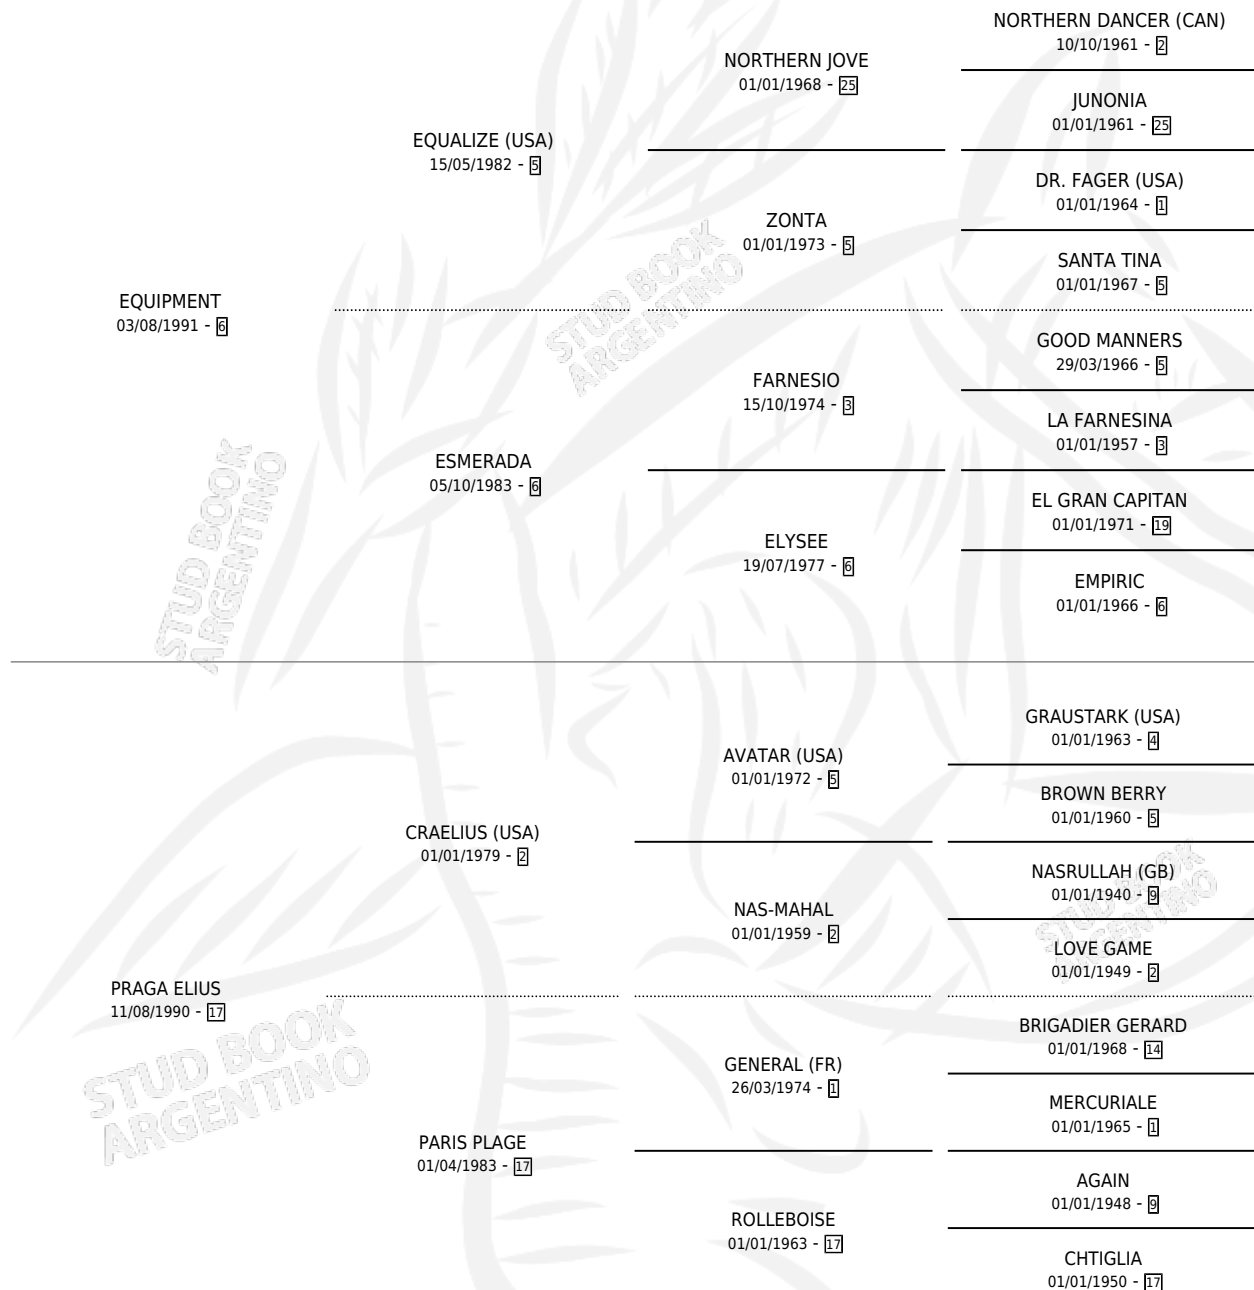 NORTHERN DANCER (CAN)
10/10/1961 - 2
NORTHERN JOVE
01/01/1968 - 25
JUNONIA
01/01/1961 - 25
EQUALIZE (USA)
15/05/1982 - 5
DR. FAGER (USA)
01/01/1964 - 1
ZONTA
01/01/1973 - 5
SANTA TINA
01/01/1967 - 5
EQUIPMENT
03/08/1991 - 6
GOOD MANNERS
29/03/1966 - 5
FARNESIO
15/10/1974 - 3
LA FARNESINA
01/01/1957 - 3
ESMERADA
05/10/1983 - 6
EL GRAN CAPITAN
01/01/1971 - 19
ELYSEE
19/07/1977 - 6
EMPIRIC
01/01/1966 - 6
GRAUSTARK (USA)
01/01/1963 - 4
AVATAR (USA)
01/01/1972 - 5
BROWN BERRY
01/01/1960 - 5
CRAELIUS (USA)
01/01/1979 - 2
NASRULLAH (GB)
01/01/1940 - 9
NAS-MAHAL
01/01/1959 - 2
LOVE GAME
01/01/1949 - 2
PRAGA ELIUS
11/08/1990 - 17
BRIGADIER GERARD
01/01/1968 - 14
GENERAL (FR)
26/03/1974 - 1
MERCURIALE
01/01/1965 - 1
PARIS PLAGE
01/04/1983 - 17
AGAIN
01/01/1948 - 9
ROLLEBOISE
01/01/1963 - 17
CHTIGLIA
01/01/1950 - 17
STUD BOOK
ARGENTINO
STUD BOOK
ARGENTINO
STUD BOOK
ARGENTINO
STUD BOOK
ARGENTINO